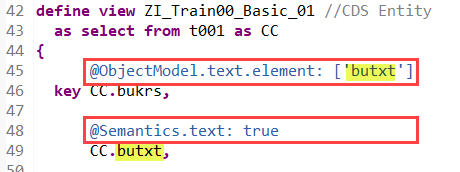 42 define view ZI_Train00_Basic_01 //CDS Entity
43 as select from t001 as CC
44 {
45 @ObjectModel.text.element: ['butxt']
46 key CC.bukrs,
47
48 @Semantics.text: true
49 CC.butxt,